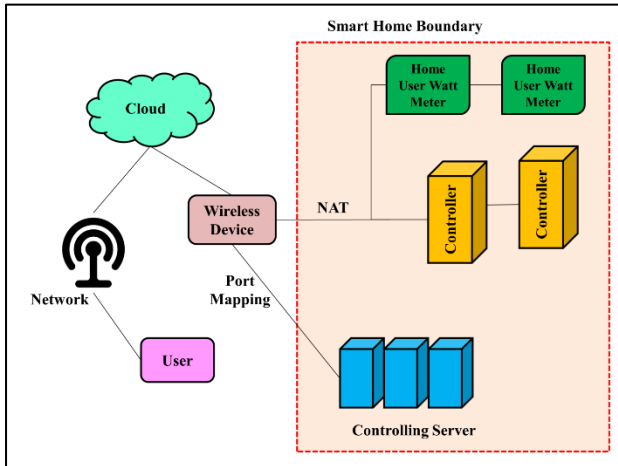 Smart Home Boundary
Home
User Watt
Meter
Home
User Watt
Meter
Cloud
Wireless
Device
NAT
Controller
Controller
Network
Port
Mapping
User
Controlling Server